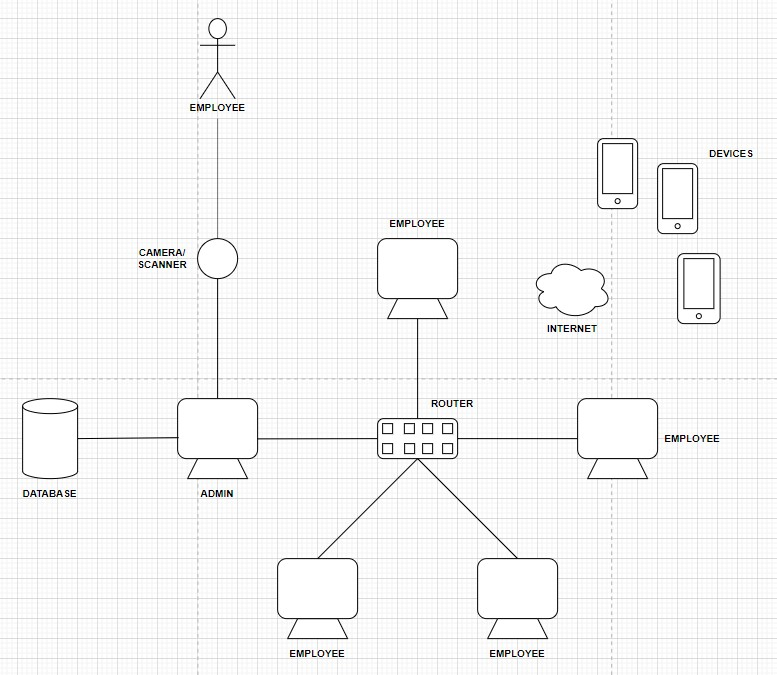 EMPLOYEE
DEVICES
EMPLOYEE
CAMERA/
SCANNER
INTERNET
ROUTER
EMPLOYEE
DATABASE
ADMIN
EMPLOYEE
EMPLOYEE